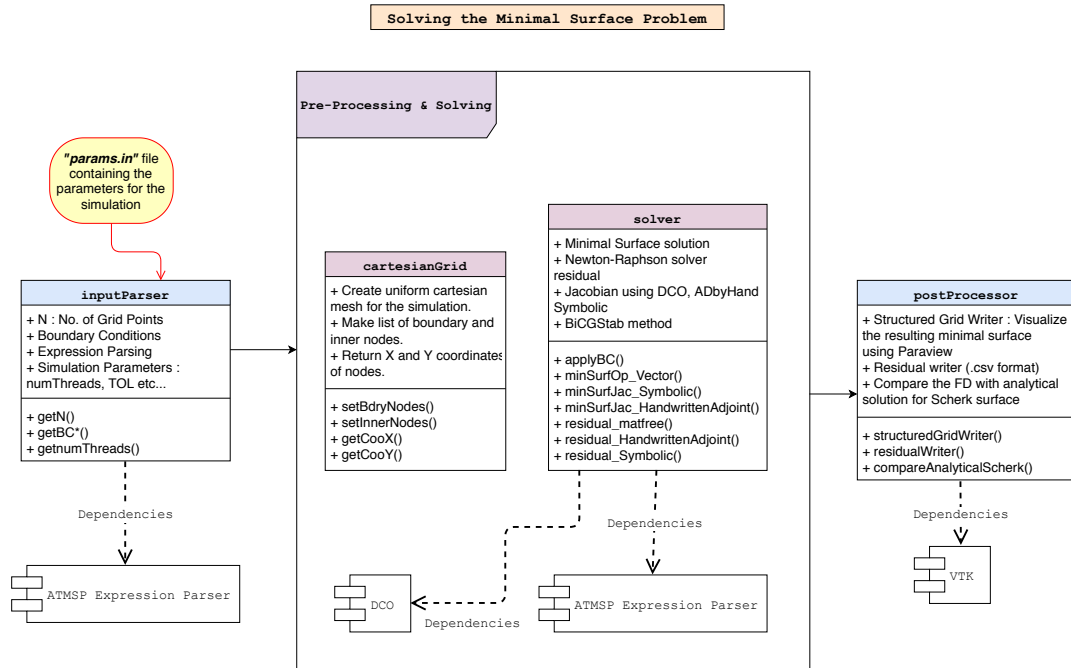 Solving the Minimal Surface Problem
Pre-Processing & Solving
"params.in" file
containing the
parameters for the
simulation
inputParser
+ N : No. of Grid Points
+ Boundary Conditions
+ Expression Parsing
+ Simulation Parameters :
numThreads, TOL etc...
+ getN()
+ getBC*()
+ getnumThreads()
Dependencies
ATMSP Expression Parser
cartesianGrid
+ Create uniform cartesian
mesh for the simulation.
+ Make list of boundary and
inner nodes.
+ Return X and Y coordinates
of nodes.
+ setBdryNodes()
+ setInnerNodes()
+ getCooX()
+ getCooY()
solver
+ Minimal Surface solution
+ Newton-Raphson solver
residual
+ Jacobian using DCO, ADbyHand
Symbolic
+ BiCGStab method
+ applyBC()
+ minSurfOp_Vector()
+ minSurfJac_Symbolic()
+ minSurfJac_HandwrittenAdjoint()
+ residual_matfree()
+ residual_HandwrittenAdjoint()
+ residual_Symbolic()
Dependencies
DCO
Dependencies
ATMSP Expression Parser
postProcessor
+ Structured Grid Writer : Visualize
the resulting minimal surface
using Paraview
+ Residual writer (.csv format)
+ Compare the FD with analytical
solution for Scherk surface
+ structuredGridWriter()
+ residualWriter()
+ compareAnalyticalScherk()
Dependencies
VTK